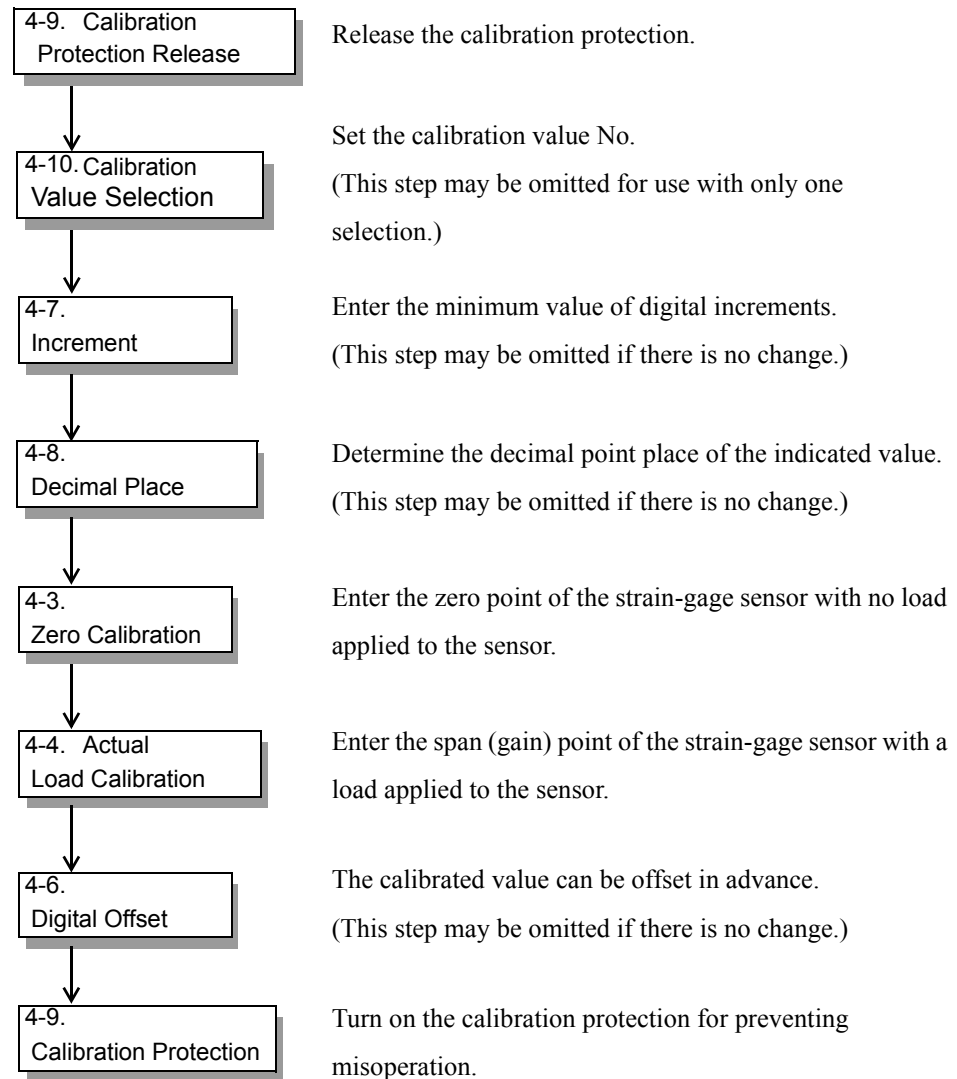 4-9. Calibration
Protection Release
Release the calibration protection.
4-10. Calibration
Value Selection
Set the calibration value No.
(This step may be omitted for use with only one
selection.)
4-7.
Increment
Enter the minimum value of digital increments.
(This step may be omitted if there is no change.)
4-8.
Decimal Place
Determine the decimal point place of the indicated value.
(This step may be omitted if there is no change.)
4-3.
Zero Calibration
Enter the zero point of the strain-gage sensor with no load
applied to the sensor.
4-4. Actual
Load Calibration
Enter the span (gain) point of the strain-gage sensor with a
load applied to the sensor.
4-6.
Digital Offset
The calibrated value can be offset in advance.
(This step may be omitted if there is no change.)
4-9.
Calibration Protection
Turn on the calibration protection for preventing
misoperation.